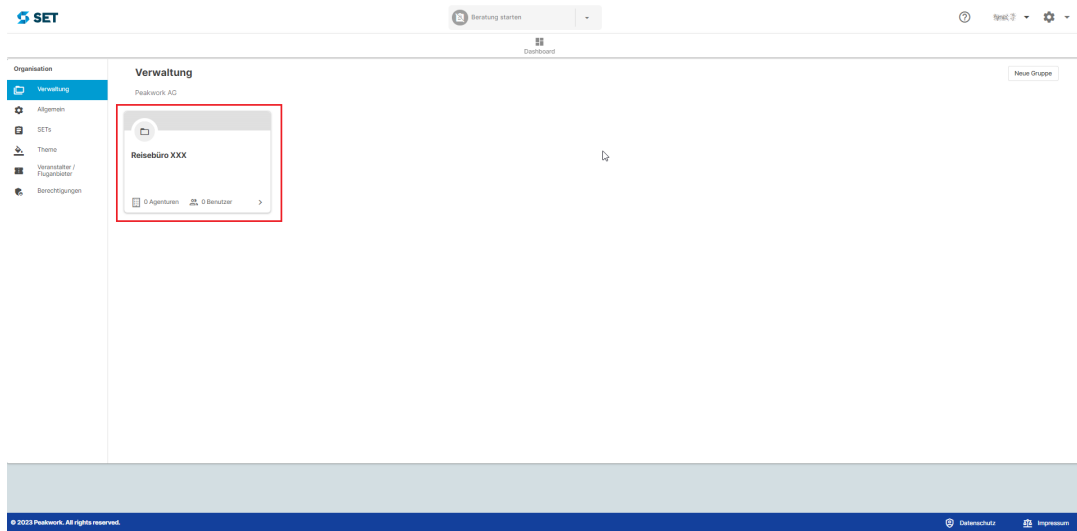 SET
Beratung starten
Dashboard
Organisation
Verwaltung
Allgemein
SETs
Theme
Veranstalter /
Fluganbieter
Berechtigungen
Verwaltung
Neue Gruppe
Peakwork AG
Reisebüro XXX
0 Agenturen 0 Benutzer
© 2023 Peakwork. All rights reserved.
Datenschutz Impressum